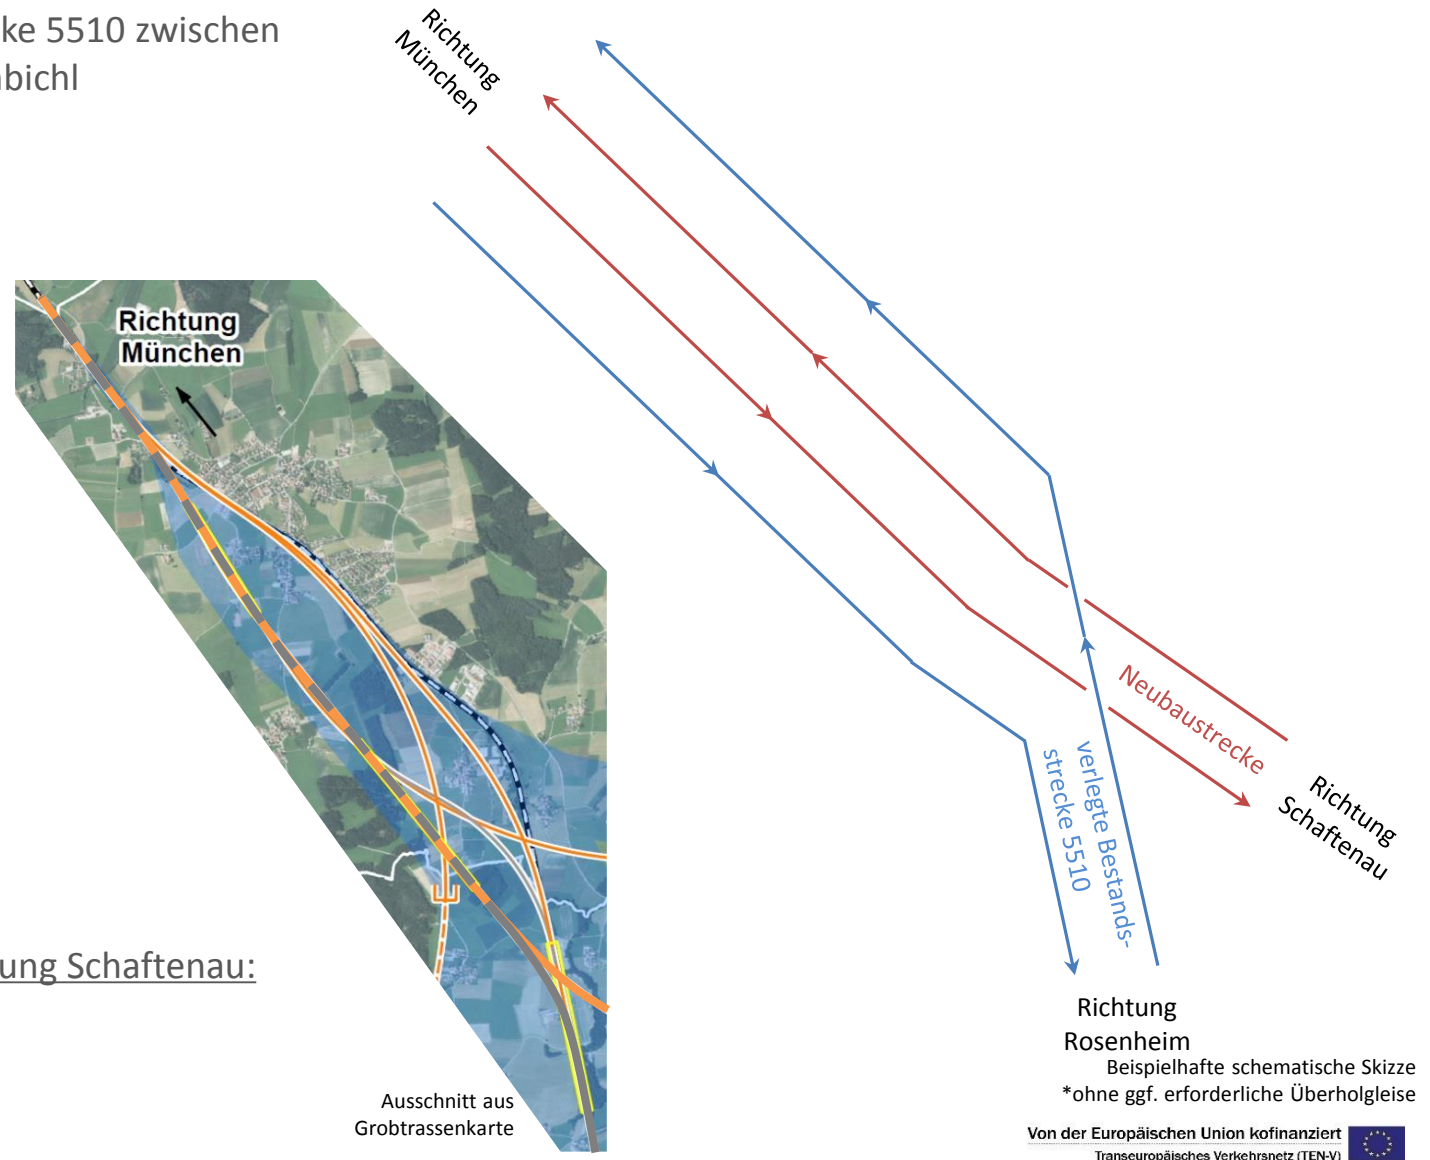 ke 5510 zwischen
bichl
Richtung
München
Richtung
München
Neubaustrecke
verlegte Bestands-
strecke 5510
Richtung
Schaftenau
ung Schaftenau:
Richtung
Rosenheim
Beispielhafte schematische Skizze
*ohne ggf. erforderliche Überholgleise
Ausschnitt aus
Grobtrassenkarte
Von der Europäischen Union kofinanziert
Transeuropäisches Verkehrsnetz (TEN-V)